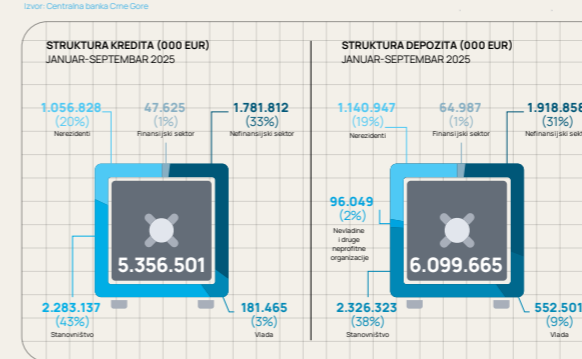 Izvor: Centralna banka Crne Gore
STRUKTURA KREDITA (000 EUR)
JANUAR-SEPTEMBAR 2025
1.056.828
(20%)
Nerezidenti
47.625
(1%)
Finansijski sektor
1.781.812
(33%)
Nefinansijski sektor
5.356.501
2.283.137
(43%)
Stanovništvo
181.465
(3%)
Vlada
STRUKTURA DEPOZITA (000 EUR)
JANUAR-SEPTEMBAR 2025
1.140.947
(19%)
Nerezidenti
64.987
(1%)
Finansijski sektor
1.918.858
(31%)
Nefinansijski sekt
96.049
(2%)
Nevladine
i druge
neprofitne
organizacije
6.099.665
2.326.323
(38%)
Stanovništvo
552.501
(9%)
Vlada